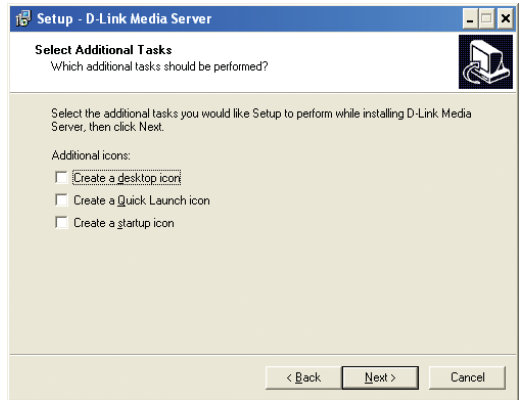 Setup - D-Link Media Server
Select Additional Tasks
Which additional tasks should be performed?
Select the additional tasks you would like Setup to perform while installing D-Link Media
Server, then click Next.
Additional icons:
Create a desktop icon
Create a Quick Launch icon
Create a startup icon
< Back
Next >
Cancel